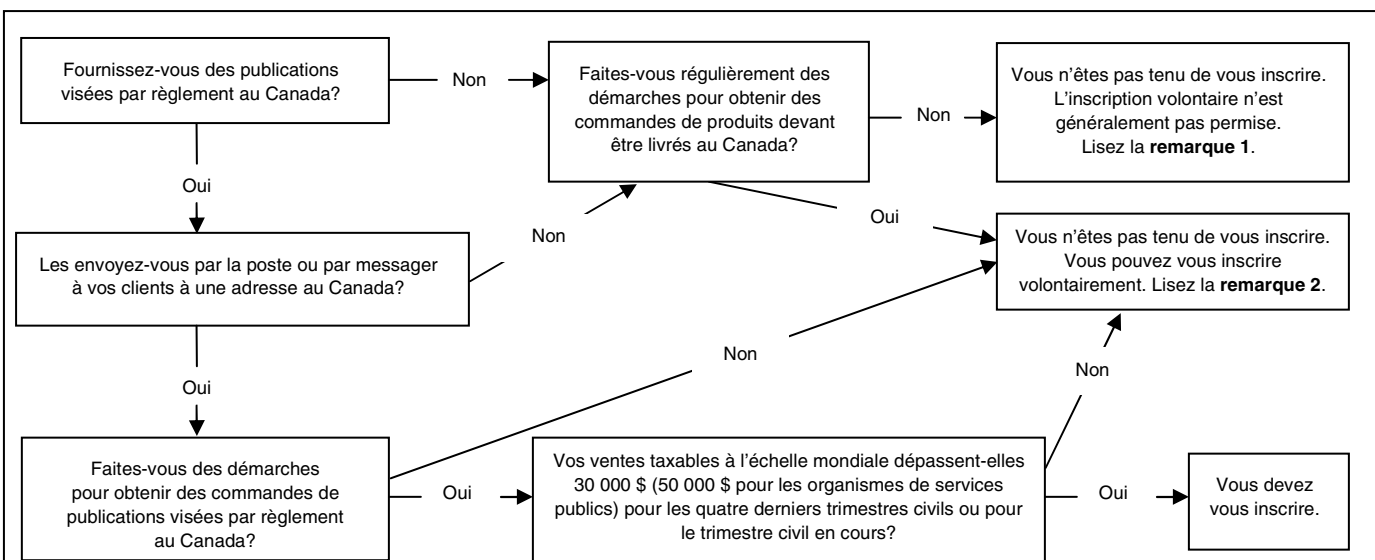 Fournissez-vous des publications
visées par règlement au Canada?
Non
Faites-vous régulièrement des
démarches pour obtenir des
commandes de produits devant
être livrés au Canada?
Non
Vous n'êtes pas tenu de vous inscrire.
L'inscription volontaire n'est
généralement pas permise.
Lisez la remarque 1.
Oui
Oui
Non
Les envoyez-vous par la poste ou par messager
à vos clients à une adresse au Canada?
Vous n'êtes pas tenu de vous inscrire.
Vous pouvez vous inscrire
volontairement. Lisez la remarque 2.
Oui
Non
Non
Faites-vous des démarches
pour obtenir des commandes de
publications visées par règlement
au Canada?
Oui
Vos ventes taxables à l'échelle mondiale dépassent-elles
30 000 $ (50 000 $ pour les organismes de services
publics) pour les quatre derniers trimestres civils ou pour
le trimestre civil en cours?
Oui
Vous devez
vous inscrire.